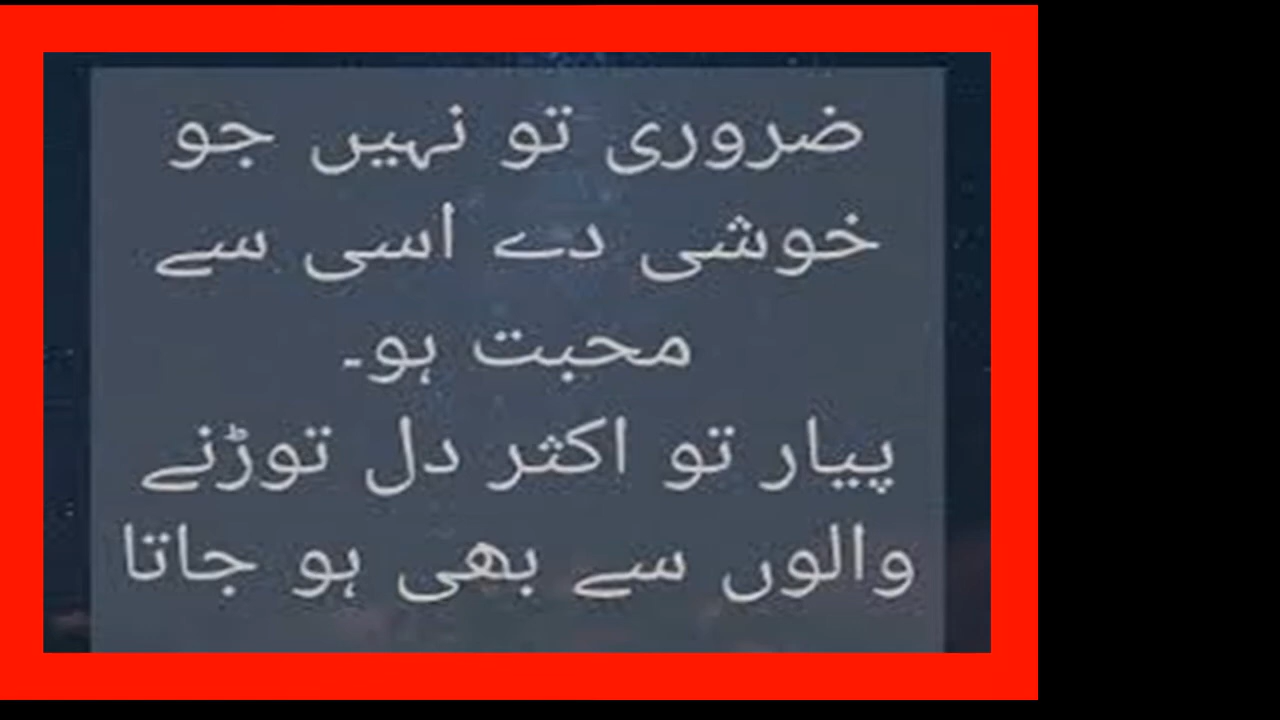 ضروری تو نہیں جو
خوشی دے اسی سے
محبت ہو۔
پیار تو اکثر دل توڑنے
والوں سے بھی ہو جاتا